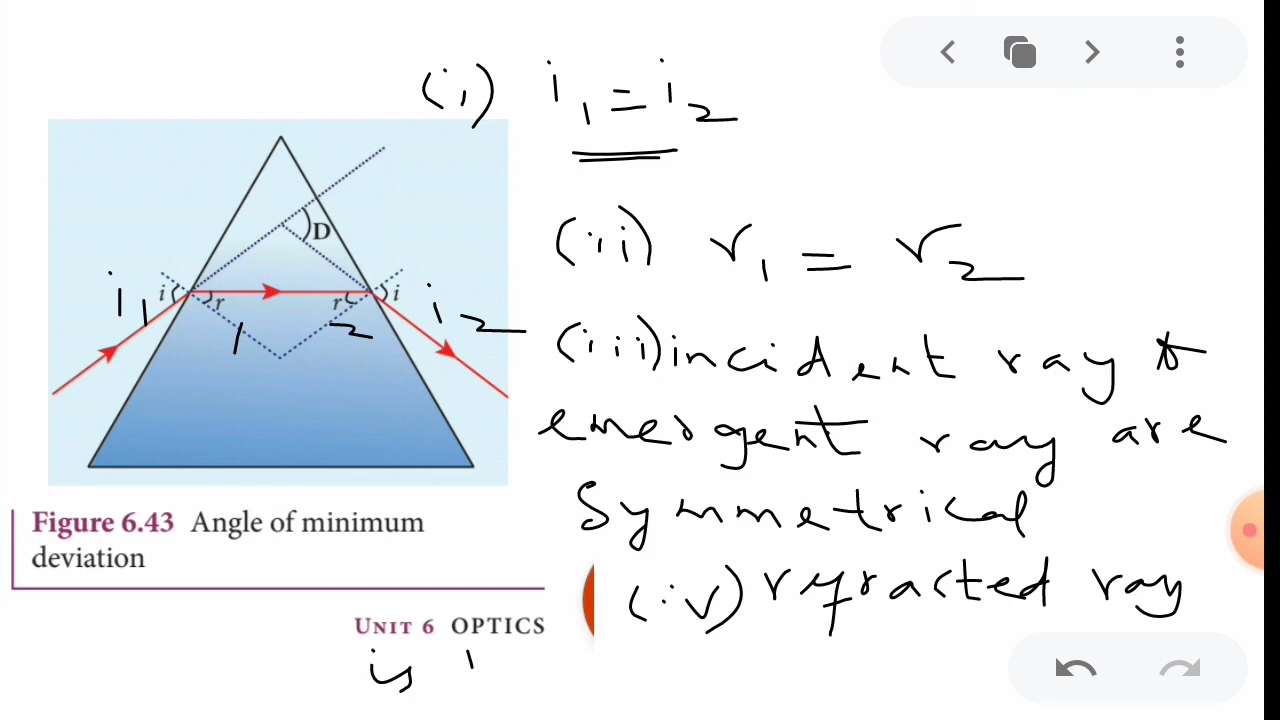 (i) i1 = i2
(ii) r1 = r2
D
i r r i
i1 1 2 i2
(iii) incident ray &
emergent ray are
Symmetrical
(iv) refracted ray
is
Figure 6.43 Angle of minimum
deviation
UNIT 6 OPTICS